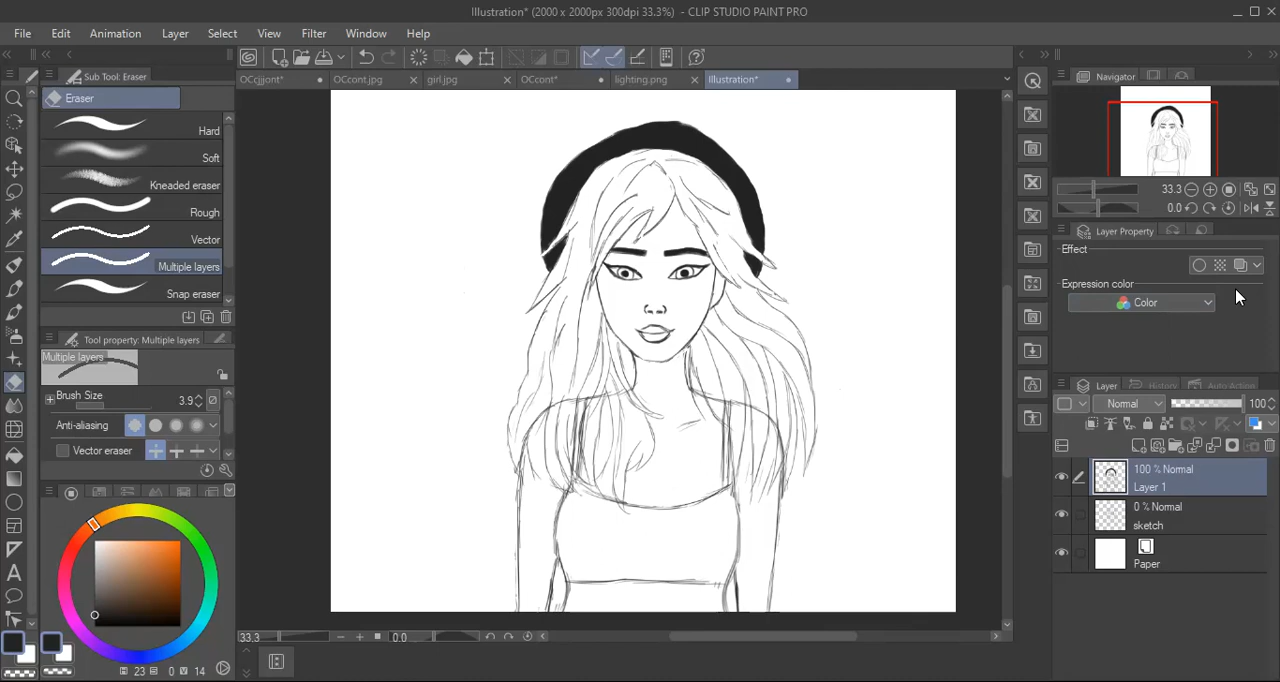 Illustration* (2000 x 2000px 300dpi 33.3%) - CLIP STUDIO PAINT PRO
File Edit Animation Layer Select View Filter Window Help
Sub Tool: Eraser
OCcjjjont* OCcont.jpg girl.jpg OCcont* lighting.png Illustration*
Navigator
Eraser
Hard
Soft
Kneaded eraser
Rough
Vector
Multiple layers
Snap eraser
33.3
0.0
Layer Property
Effect
Expression color
Color
Tool property: Multiple layers
Multiple layers
Brush Size 3.9
Anti-aliasing
Vector eraser
Layer History Auto Action
Normal 100
100 % Normal
Layer 1
0 % Normal
sketch
Paper
33.3 0.0
H 23 S 0 V 14